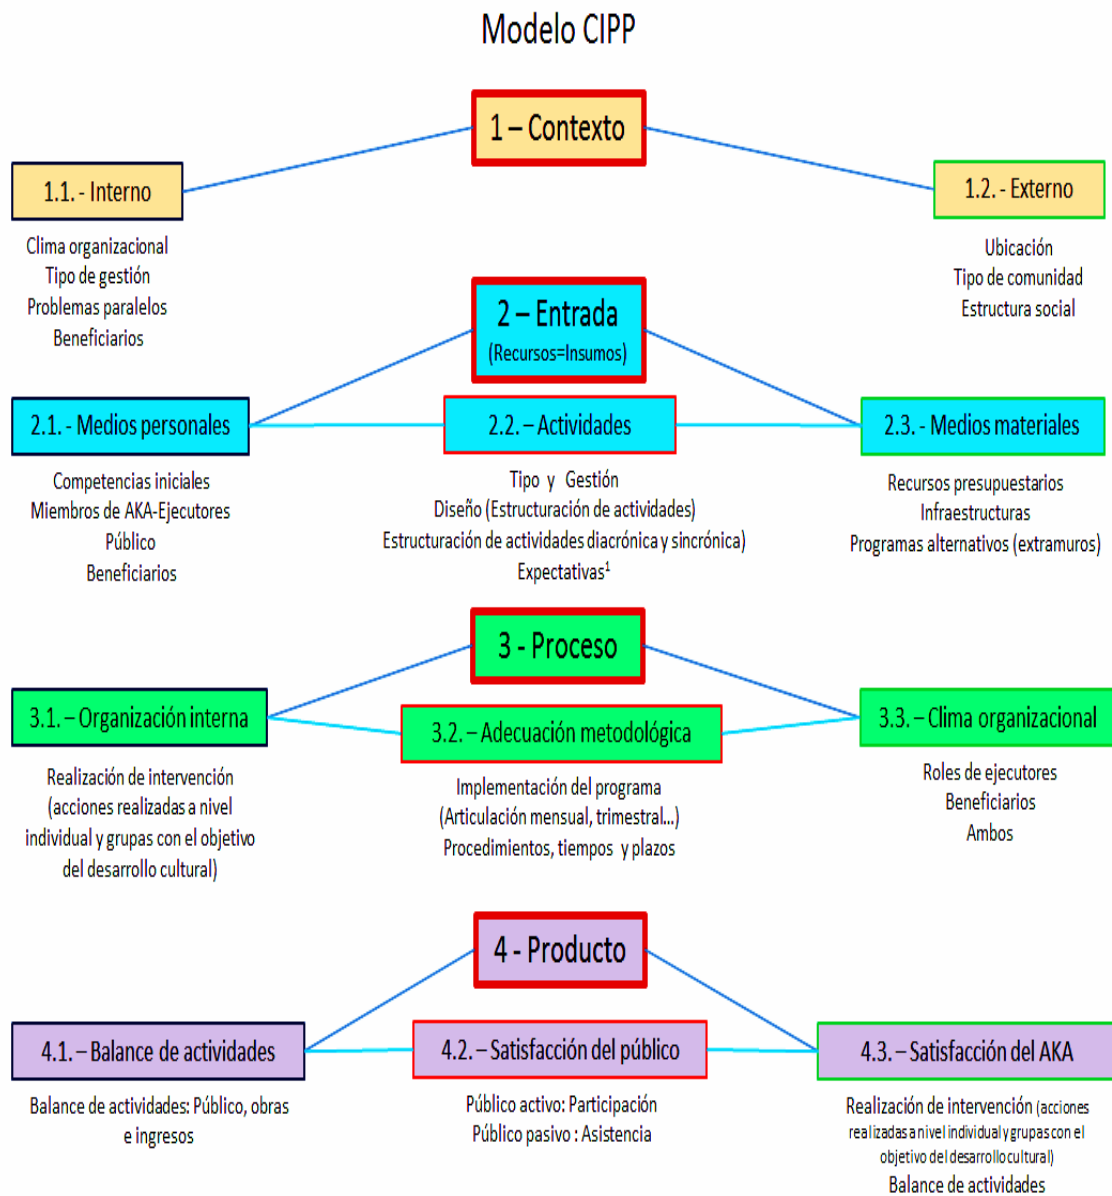 Modelo CIPP
1 – Contexto
1.1. - Interno
1.2. - Externo
Clima organizacional
Tipo de gestión
Problemas paralelos
Beneficiarios
Ubicación
Tipo de comunidad
Estructura social
2 – Entrada
(Recursos=Insumos)
2.1. - Medios personales
2.2. – Actividades
2.3. - Medios materiales
Competencias iniciales
Miembros de AKA-Ejecutores
Público
Beneficiarios
Tipo y Gestión
Diseño (Estructuración de actividades)
Estructuración de actividades diacrónica y sincrónica)
Expectativas¹
Recursos presupuestarios
Infraestructuras
Programas alternativos (extramuros)
3 - Proceso
3.1. – Organización interna
3.2. – Adecuación metodológica
3.3. – Clima organizacional
Realización de intervención
(acciones realizadas a nivel
individual y grupas con el objetivo
del desarrollo cultural)
Implementación del programa
(Articulación mensual, trimestral...)
Procedimientos, tiempos y plazos
Roles de ejecutores
Beneficiarios
Ambos
4 - Producto
4.1. – Balance de actividades
4.2. – Satisfacción del público
4.3. – Satisfacción del AKA
Balance de actividades: Público, obras
e ingresos
Público activo: Participación
Público pasivo : Asistencia
Realización de intervención (acciones
realizadas a nivel individual y grupas con el
objetivo del desarrollo cultural)
Balance de actividades